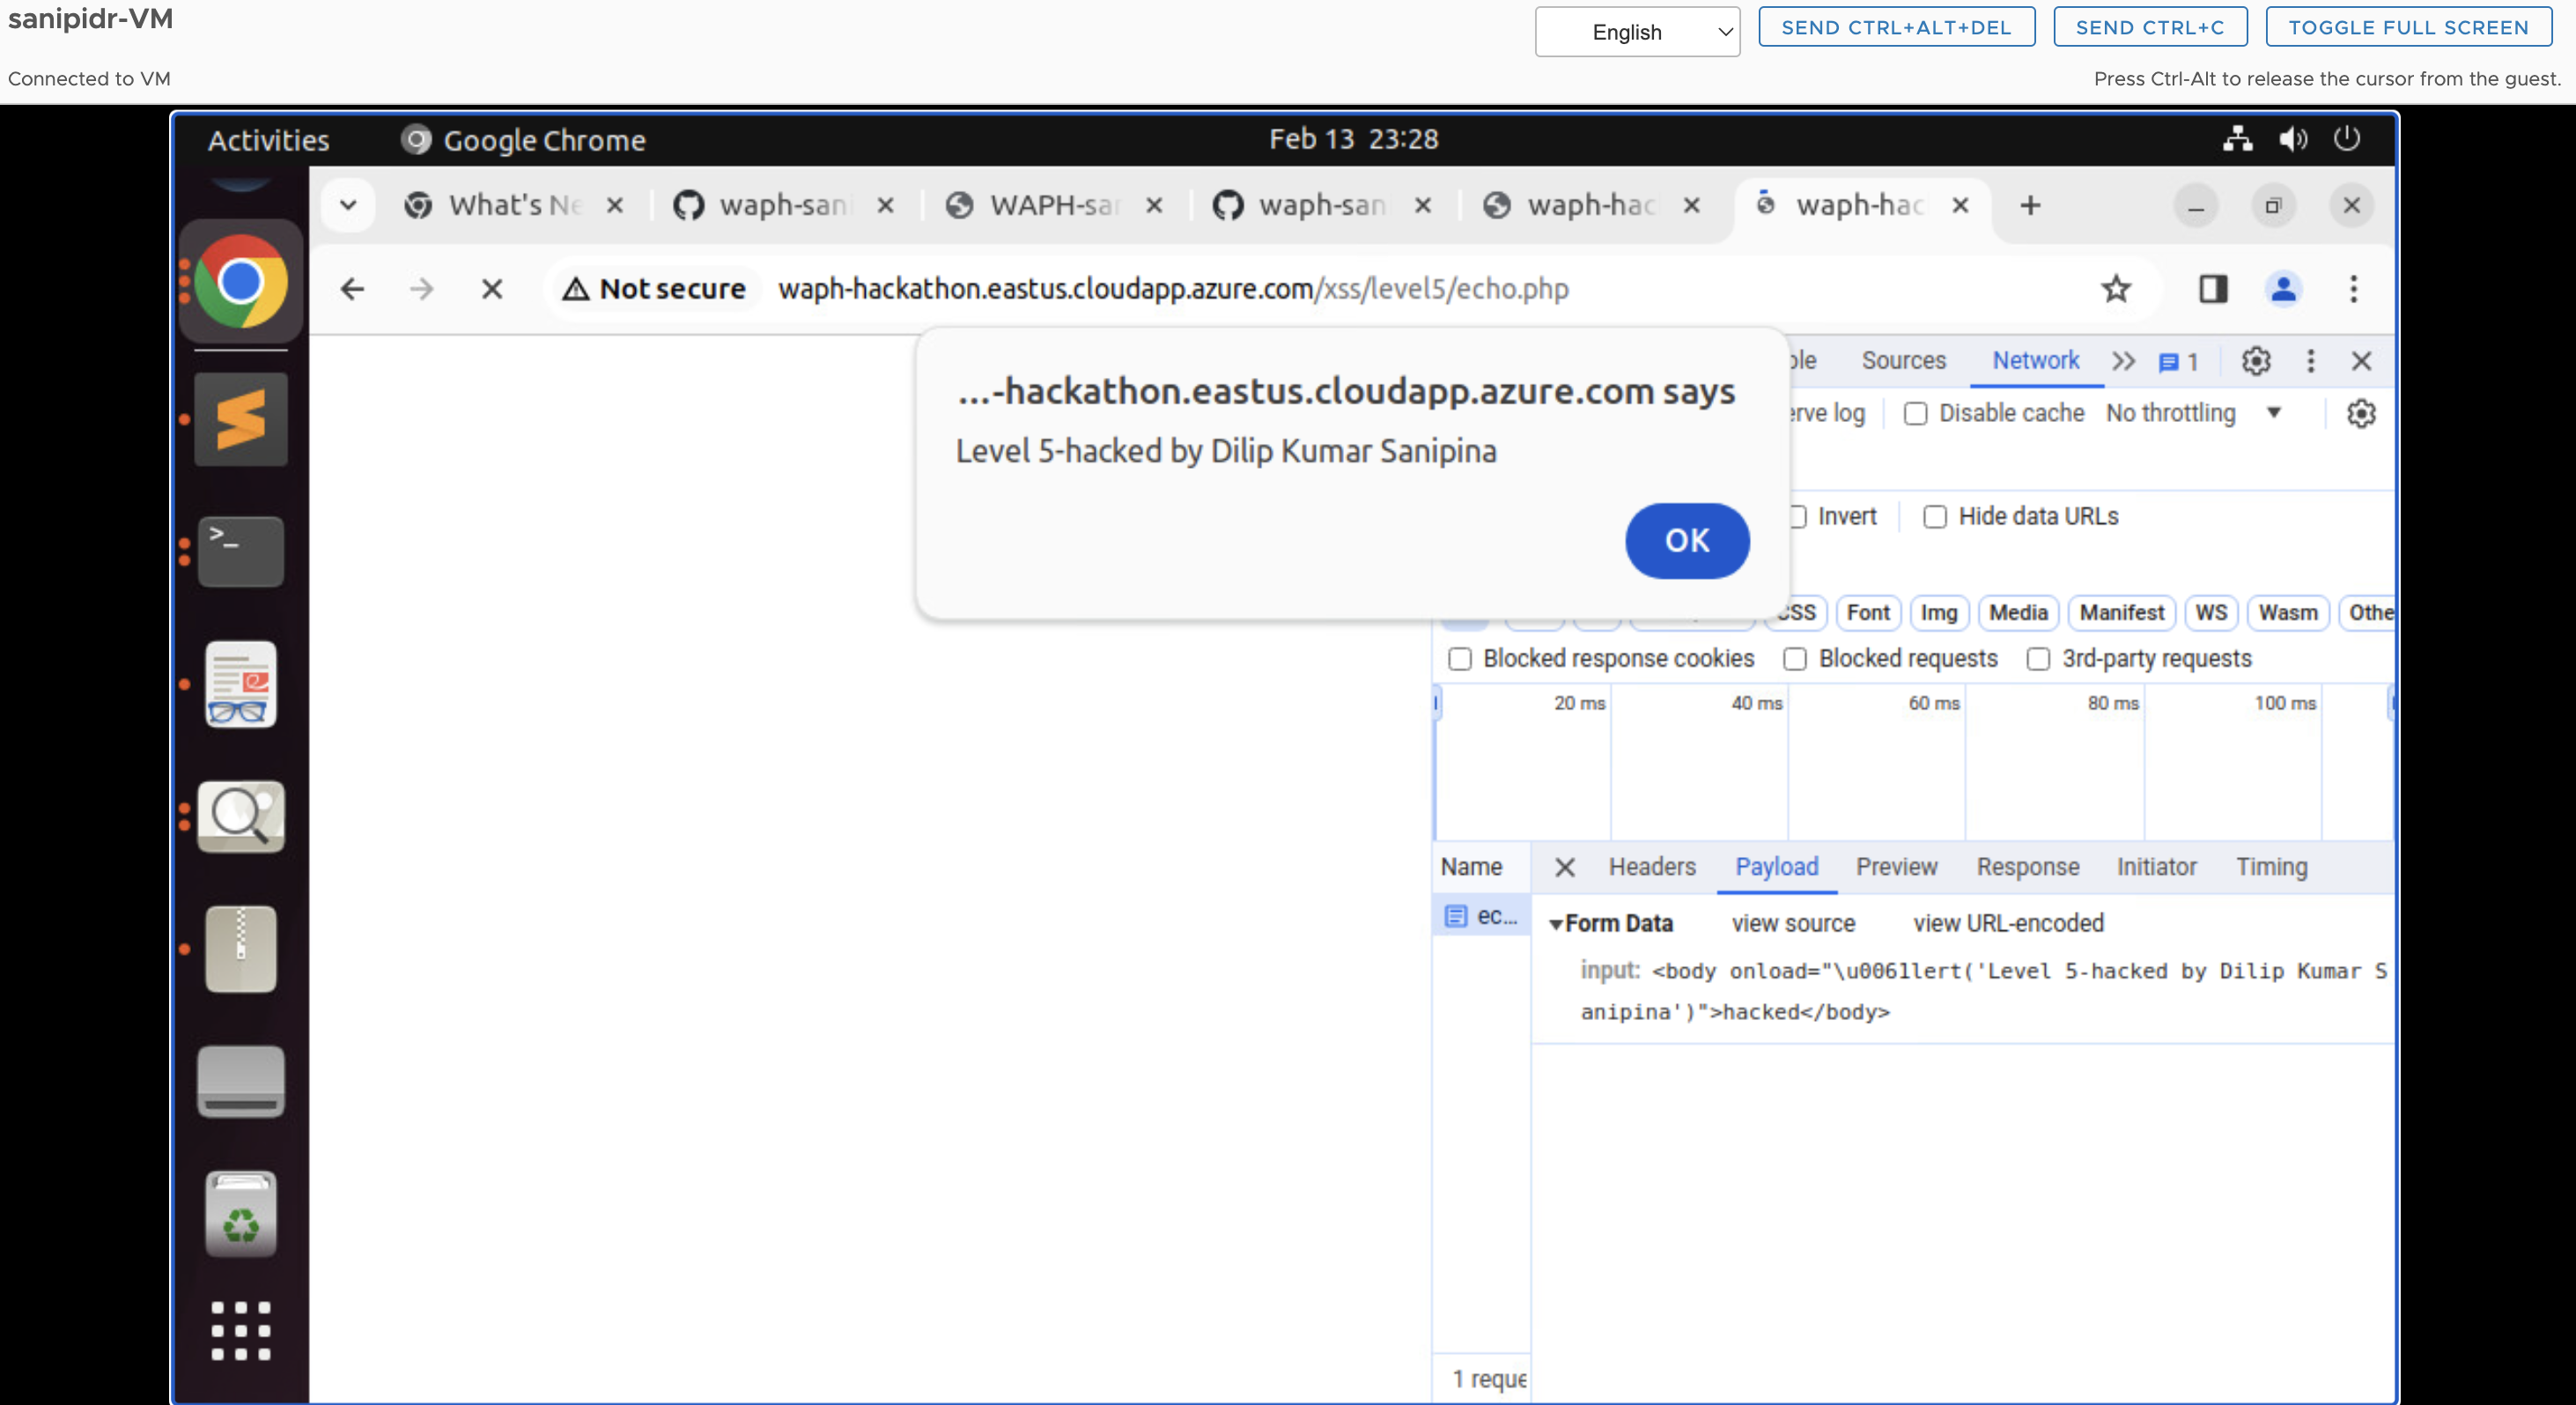 sanipidr-VM
English
SEND CTRL+ALT+DEL
SEND CTRL+C
TOGGLE FULL SCREEN
Connected to VM
Press Ctrl-Alt to release the cursor from the guest.
Activities
Google Chrome
Feb 13 23:28
What's Ne
waph-sani
WAPH-sar
waph-san
waph-hac
waph-hac
Not secure
waph-hackathon.eastus.cloudapp.azure.com/xss/level5/echo.php
...-hackathon.eastus.cloudapp.azure.com says
Level 5-hacked by Dilip Kumar Sanipina
OK
ole
Sources
Network
1
erve log
Disable cache
No throttling
Invert
Hide data URLs
CSS
Font
Img
Media
Manifest
WS
Wasm
Othe
Blocked response cookies
Blocked requests
3rd-party requests
20 ms
40 ms
60 ms
80 ms
100 ms
Name
Headers
Payload
Preview
Response
Initiator
Timing
ec...
Form Data
view source
view URL-encoded
input: <body onload="\u0061lert('Level 5-hacked by Dilip Kumar S
anipina')">hacked</body>
1 reque